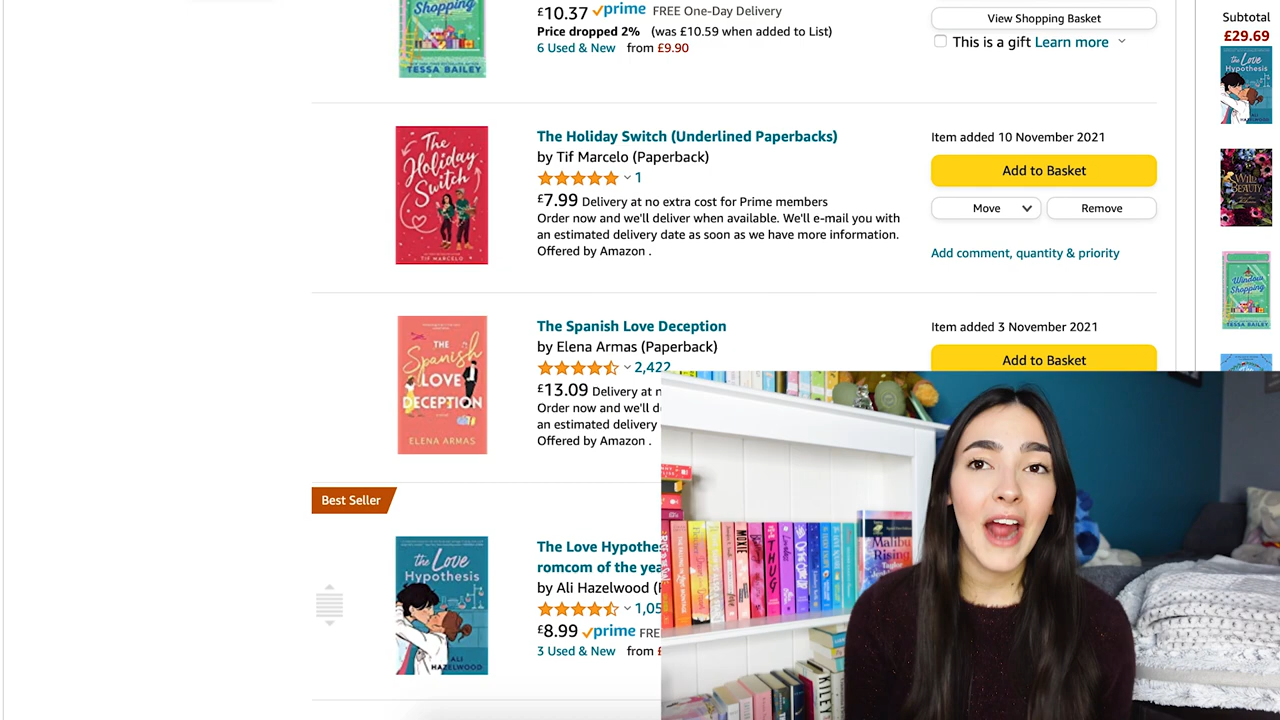 Shopping
TESSA BAILEY
£10.37 prime FREE One-Day Delivery
Price dropped 2% (was £10.59 when added to List)
6 Used & New from £9.90
View Shopping Basket
This is a gift Learn more
Subtotal
£29.69
the Love
Hypothesis
The
Holiday
Switch
TIF MARCELO
The Holiday Switch (Underlined Paperbacks)
by Tif Marcelo (Paperback)
1
£7.99 Delivery at no extra cost for Prime members
Order now and we'll deliver when available. We'll e-mail you with
an estimated delivery date as soon as we have more information.
Offered by Amazon .
Item added 10 November 2021
Add to Basket
Move
Remove
Add comment, quantity & priority
BEAUTY
Window
Shopping
TESSA BAILEY
THE
Spanish
LOVE
DECEPTION
ELENA ARMAS
The Spanish Love Deception
by Elena Armas (Paperback)
2,422
£13.09 Delivery at n
Order now and we'll d
an estimated delivery
Offered by Amazon .
Item added 3 November 2021
Add to Basket
Best Seller
the Love
Hypothesis
ALI
HAZELWOOD
The Love Hypothe
romcom of the yea
by Ali Hazelwood (
1,05
£8.99 prime FREE
3 Used & New from
MOXIE
THUG
Malibu
Rising